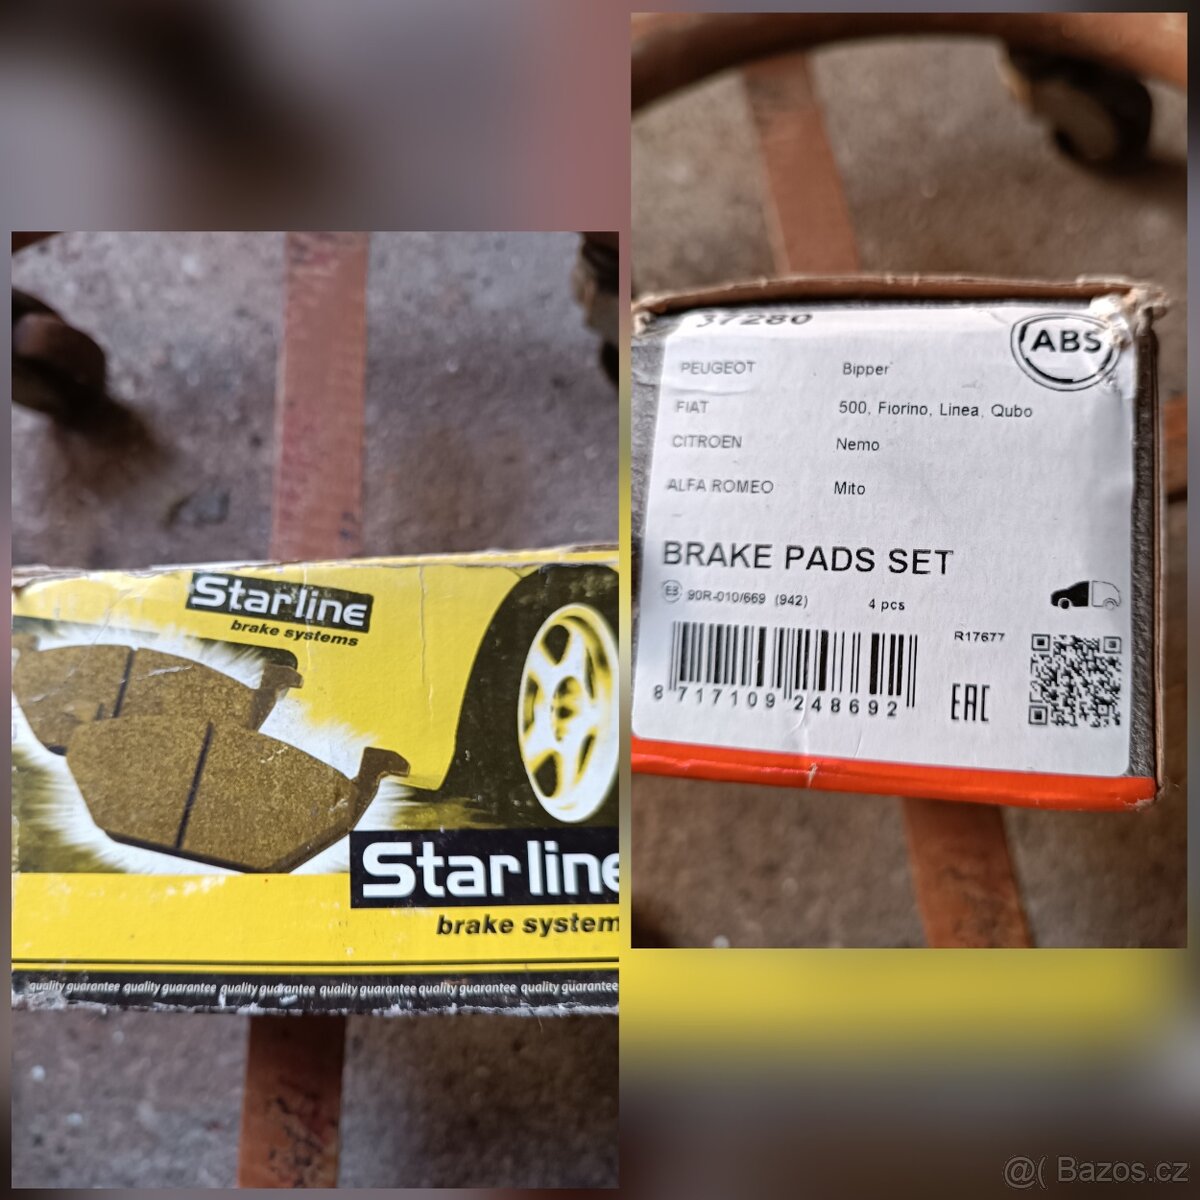 Starline
brake systems
Starline
brake system
quality guarantee quality guarantee quality guarantee quality guarantee quality guarantee quality guarantee
37280
ABS
PEUGEOT Bipper
FIAT 500, Fiorino, Linea, Qubo
CITROEN Nemo
ALFA ROMEO Mito
BRAKE PADS SET
90R-010/669 (942) 4 pcs
R17677
8 717109 248692
EAC
@( Bazos.cz